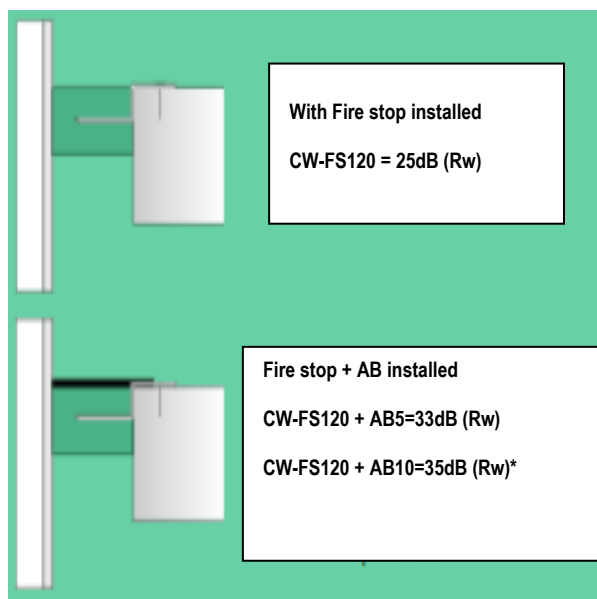 With Fire stop installed
CW-FS120 = 25dB (Rw)
Fire stop + AB installed
CW-FS120 + AB5=33dB (Rw)
CW-FS120 + AB10=35dB (Rw)*